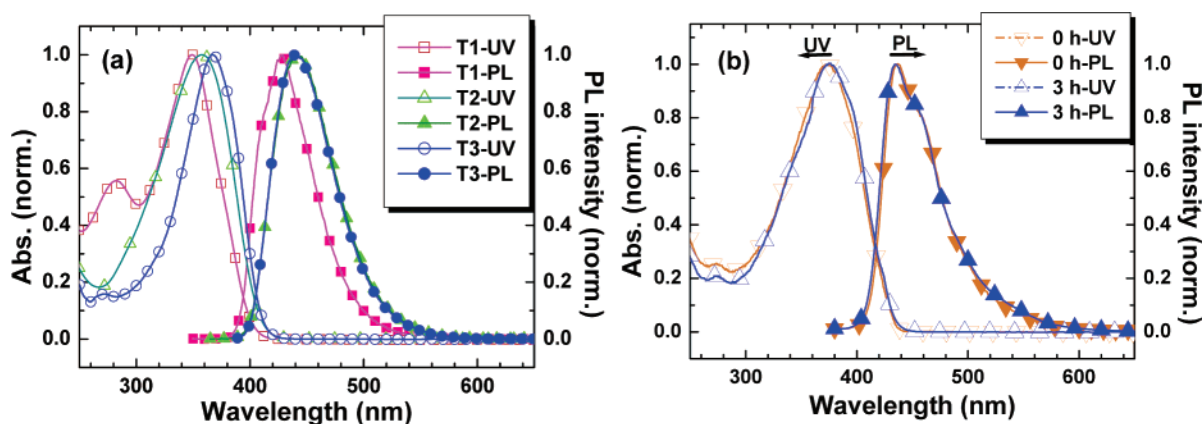 (a)
T1-UV
T1-PL
T2-UV
T2-PL
T3-UV
T3-PL
Abs. (norm.)
1.0
0.8
0.6
0.4
0.2
0.0
300 400 500 600
Wavelength (nm)
1.0
0.8
0.6
0.4
0.2
0.0
PL intensity (norm.)
(b)
UV PL
0 h-UV
0 h-PL
3 h-UV
3 h-PL
Abs. (norm.)
1.0
0.8
0.6
0.4
0.2
0.0
300 400 500 600
Wavelength (nm)
1.0
0.8
0.6
0.4
0.2
0.0
PL intensity (norm.)